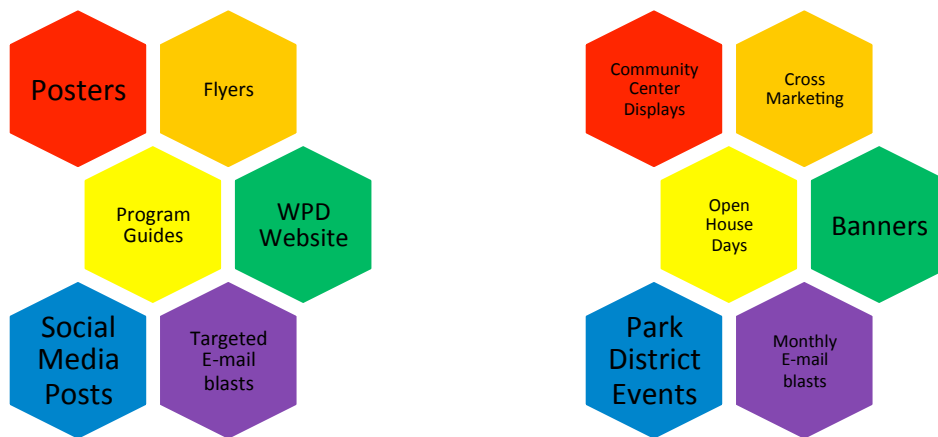 Posters
Flyers
Program
Guides
WPD
Website
Social
Media
Posts
Targeted
E-mail
blasts
Community
Center
Displays
Cross
Marketing
Open
House
Days
Banners
Park
District
Events
Monthly
E-mail
blasts